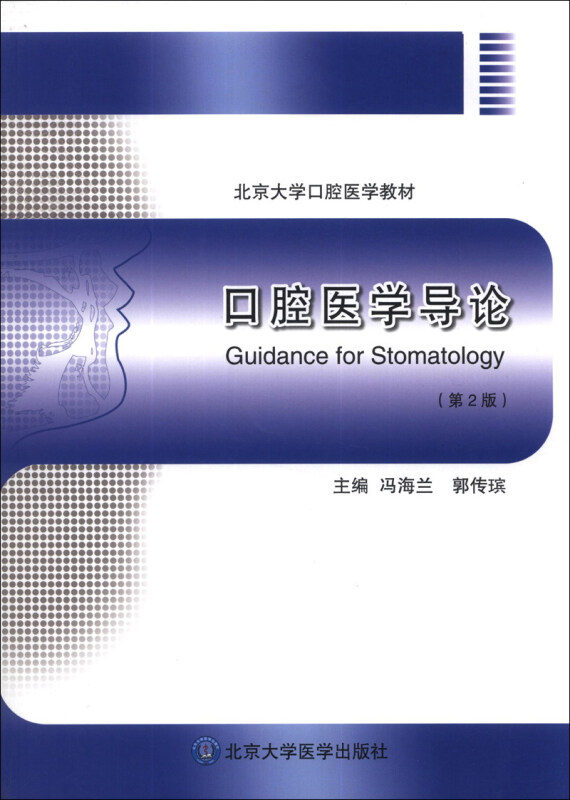 北京大学口腔医学教材
口腔医学导论
Guidance for Stomatology
（第2版）
主编 冯海兰 郭传瑸
北京大学医学出版社